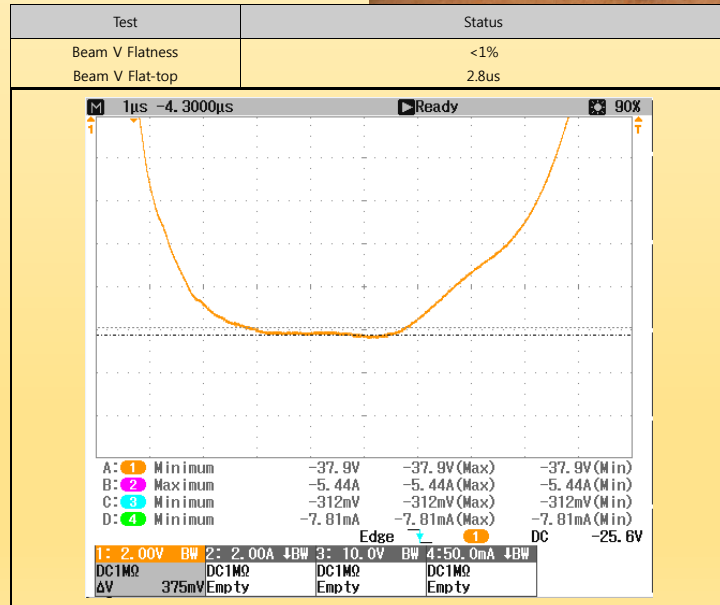 Test Status
Beam V Flatness <1%
Beam V Flat-top 2.8us
M 1µs -4.3000µs Ready 90%
1 T
A: 1 Minimum -37.9V -37.9V(Max) -37.9V(Min)
B: 2 Maximum -5.44A -5.44A(Max) -5.44A(Min)
C: 3 Minimum -312mV -312mV(Max) -312mV(Min)
D: 4 Minimum -7.81mA -7.81mA(Max) -7.81mA(Min)
Edge 1 DC -25.6V
1: 2.00V BW 2: 2.00A ↓BW 3: 10.0V BW 4:50.0mA ↓BW
DC1MΩ DC1MΩ DC1MΩ DC1MΩ
ΔV 375mV Empty Empty Empty